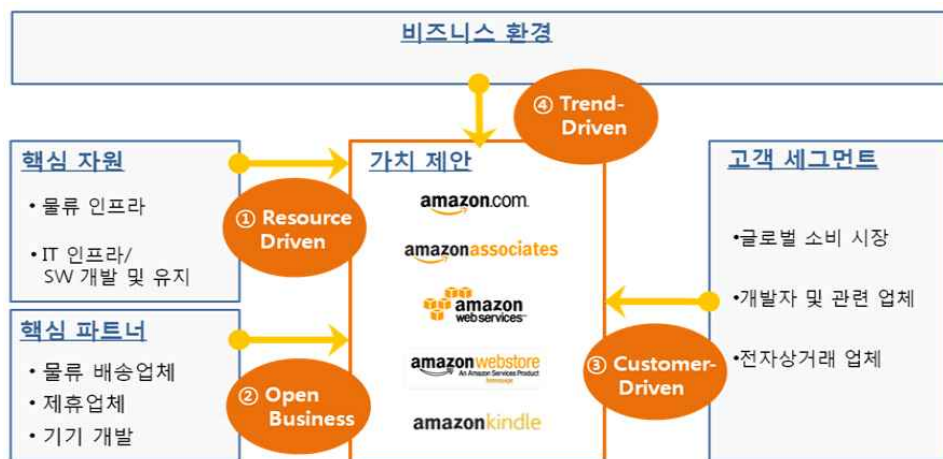 비즈니스 환경
④ Trend-
Driven
핵심 자원
• 물류 인프라
• IT 인프라/
SW 개발 및 유지
① Resource
Driven
핵심 파트너
• 물류 배송업체
• 제휴업체
• 기기 개발
② Open
Business
가치 제안
amazon.com
amazonassociates
amazon
webservices™
amazonwebstore
An Amazon Services Product
amazonkindle
고객 세그먼트
•글로벌 소비 시장
•개발자 및 관련 업체
•전자상거래 업체
③ Customer-
Driven